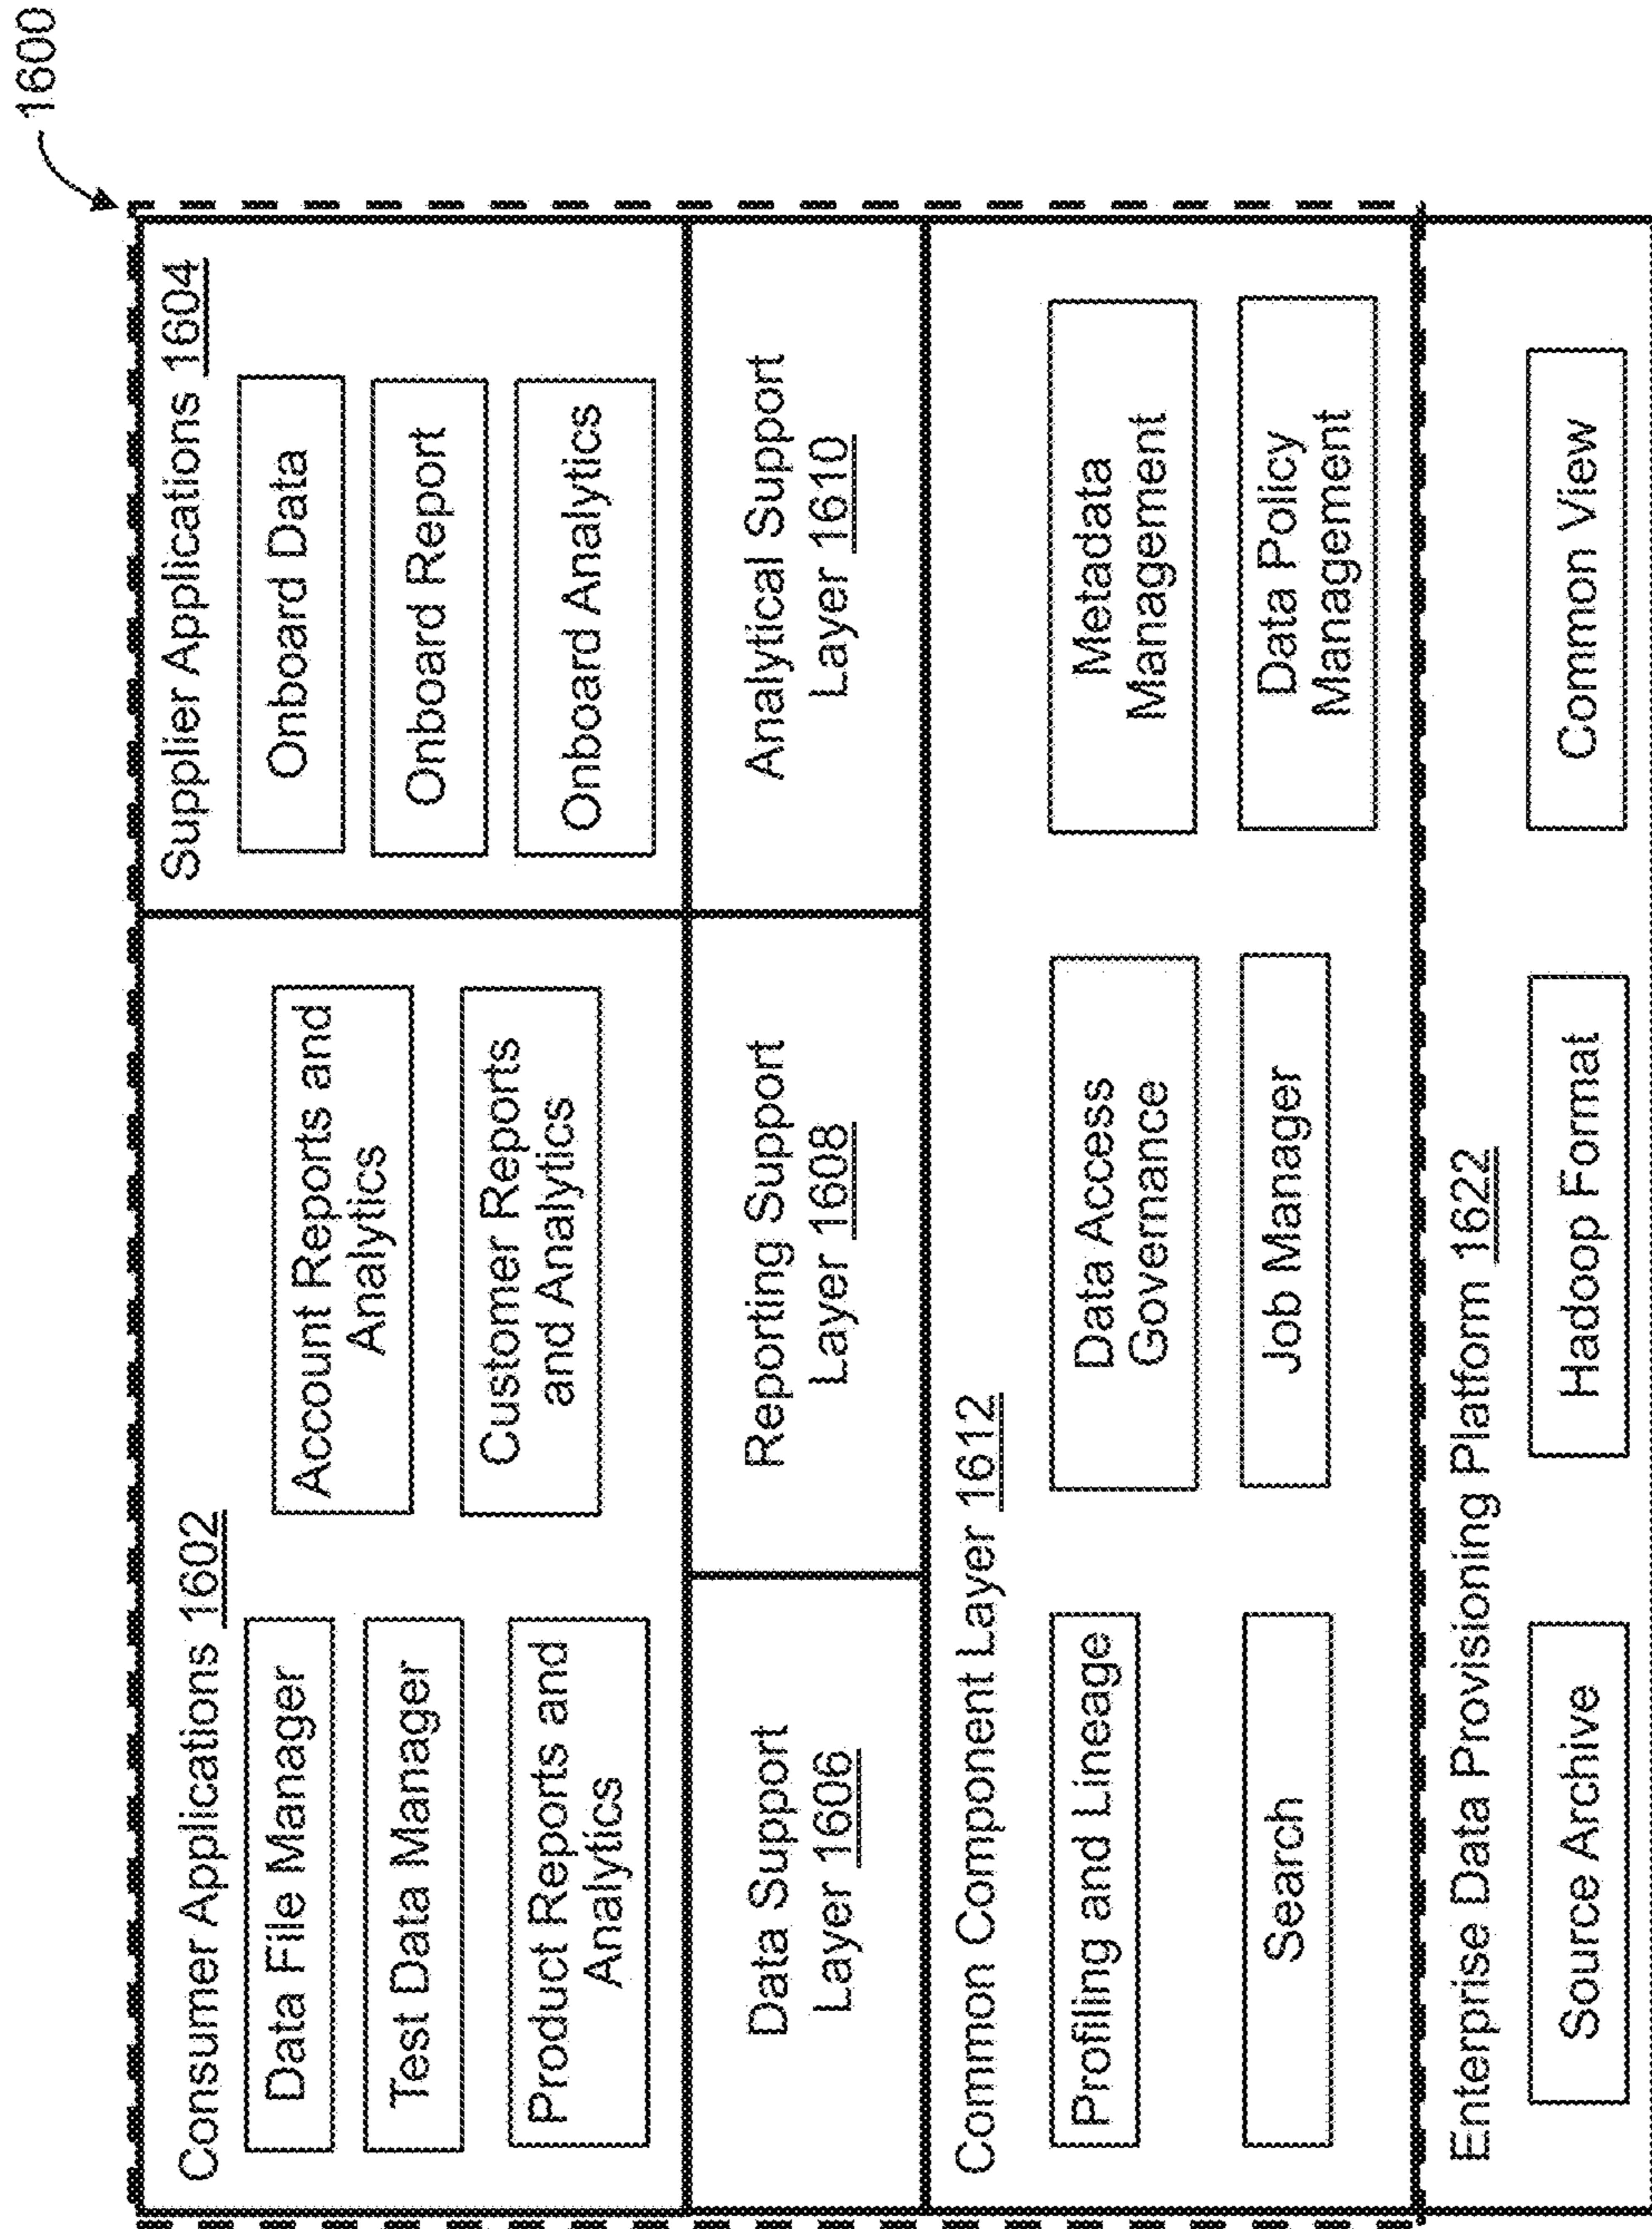 1600
Consumer Applications 1602
Data File Manager
Test Data Manager
Product Reports and
Analytics
Account Reports and
Analytics
Customer Reports
and Analytics
Supplier Applications 1604
Onboard Data
Onboard Report
Onboard Analytics
Data Support
Layer 1606
Reporting Support
Layer 1608
Analytical Support
Layer 1610
Common Component Layer 1612
Profiling and Lineage
Data Access
Governance
Metadata
Management
Search
Job Manager
Data Policy
Management
Enterprise Data Provisioning Platform 1622
Source Archive
Hadoop Format
Common View